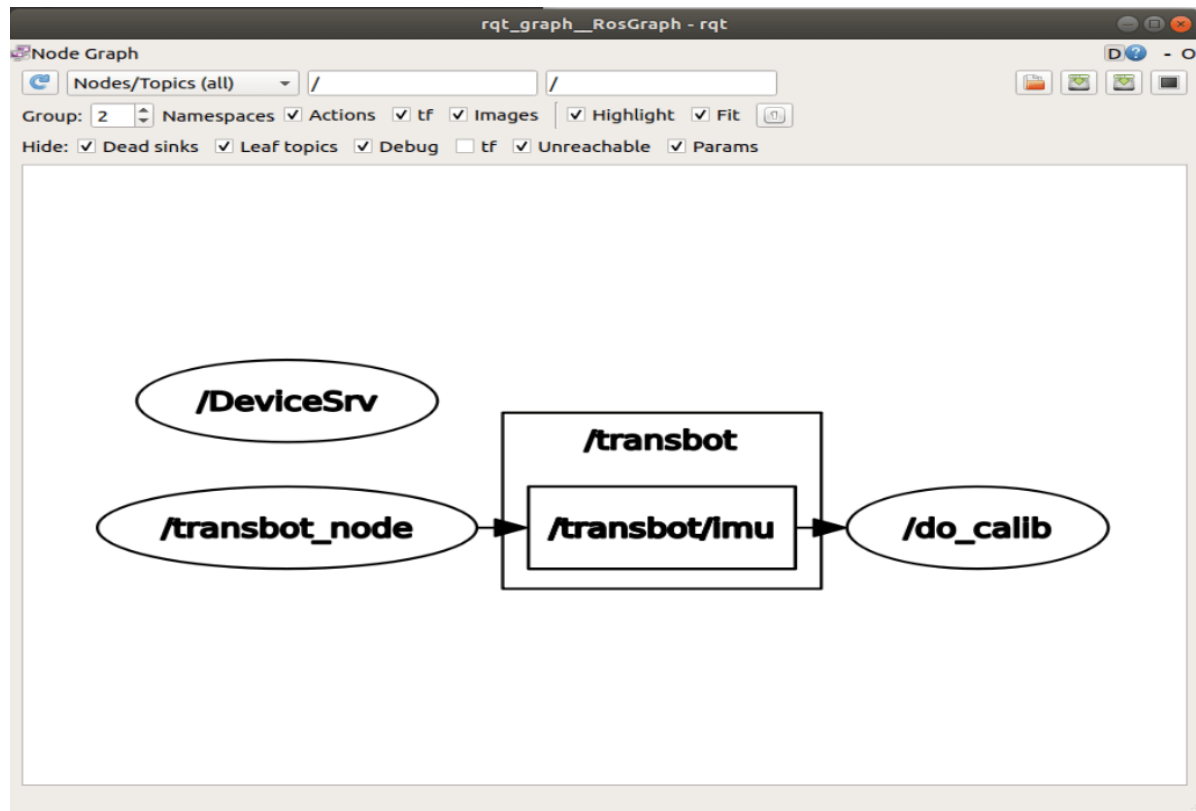 rqt_graph__RosGraph - rqt
Node Graph D ? - O
Nodes/Topics (all) / /
Group: 2 Namespaces Actions tf Images Highlight Fit
Hide: Dead sinks Leaf topics Debug tf Unreachable Params
/DeviceSrv
/transbot
/transbot_node /transbot/imu /do_calib